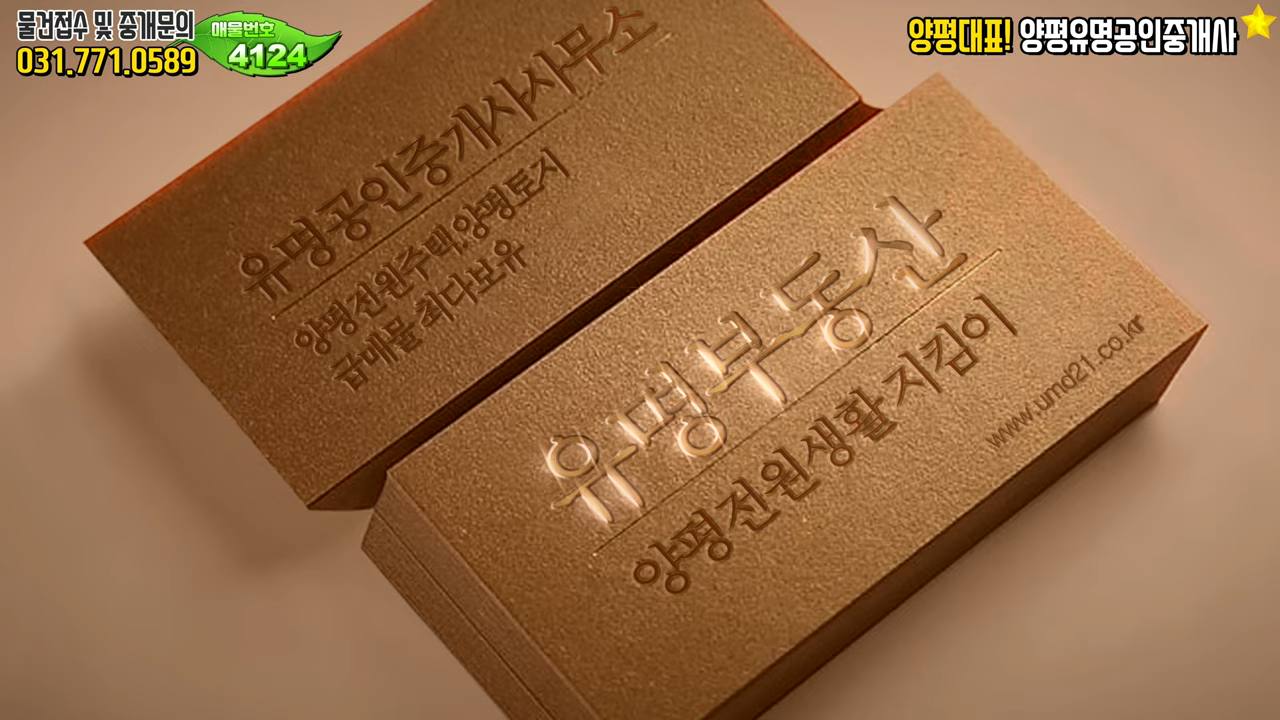 물건접수 및 중개문의
031.771.0589
매물번호
4124
양평대표! 양평유명공인중개사
유명공인중개사사무소
양평전원주택,양평토지
급매물 최다보유
유명부동산
양평전원생활 지킴이
www.umd21.co.kr